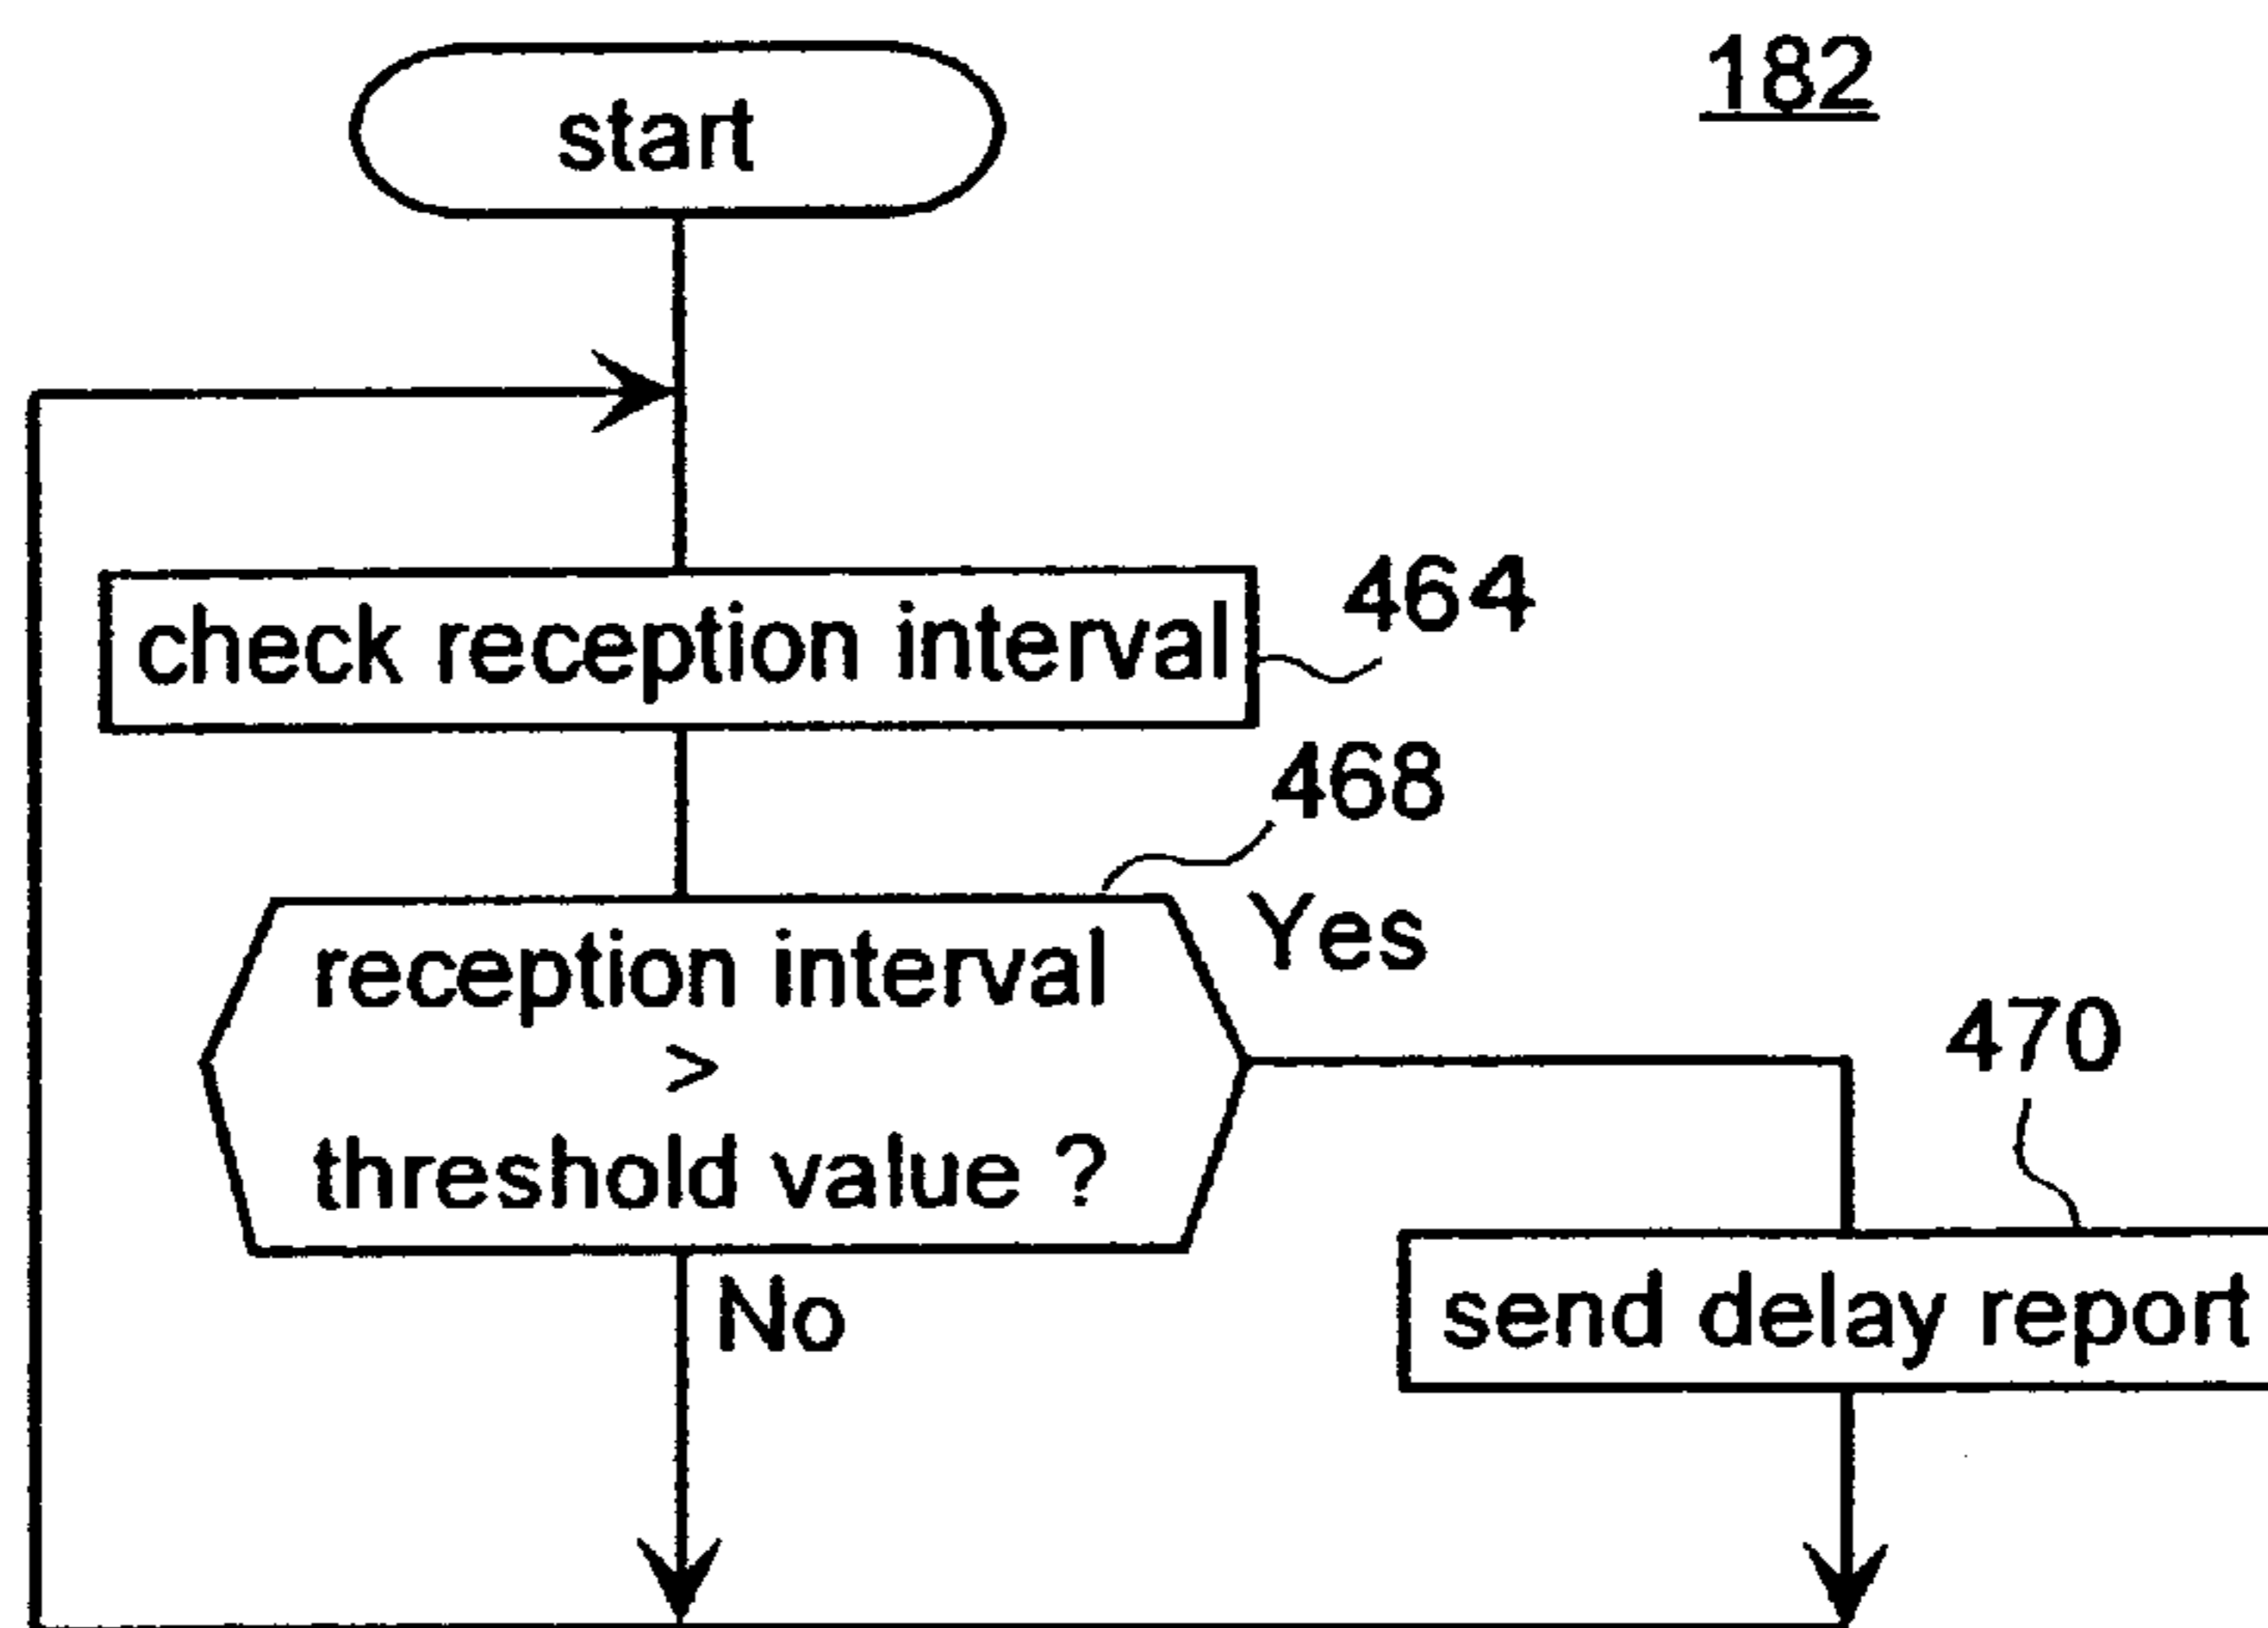 182
start
check reception interval
464
468
reception interval
>
threshold value ?
Yes
470
No
send delay report